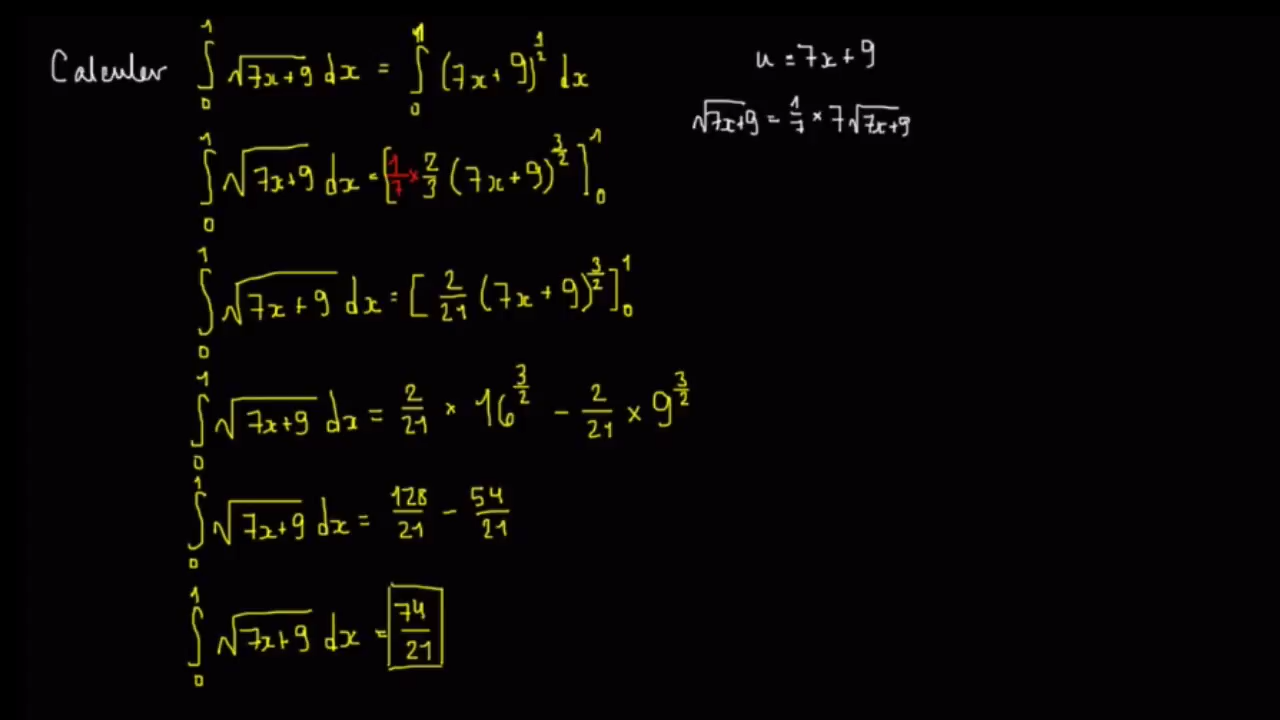 Calculer ∫₀¹ √(7x+9) dx = ∫₀¹ (7x+9)^(1/2) dx
u = 7x+9
√(7x+9) = 1/7 × 7√(7x+9)
∫₀¹ √(7x+9) dx = [1/7 × 2/3 (7x+9)^(3/2)]₀¹
∫₀¹ √(7x+9) dx = [2/21 (7x+9)^(3/2)]₀¹
∫₀¹ √(7x+9) dx = 2/21 × 16^(3/2) − 2/21 × 9^(3/2)
∫₀¹ √(7x+9) dx = 128/21 − 54/21
∫₀¹ √(7x+9) dx = 74/21